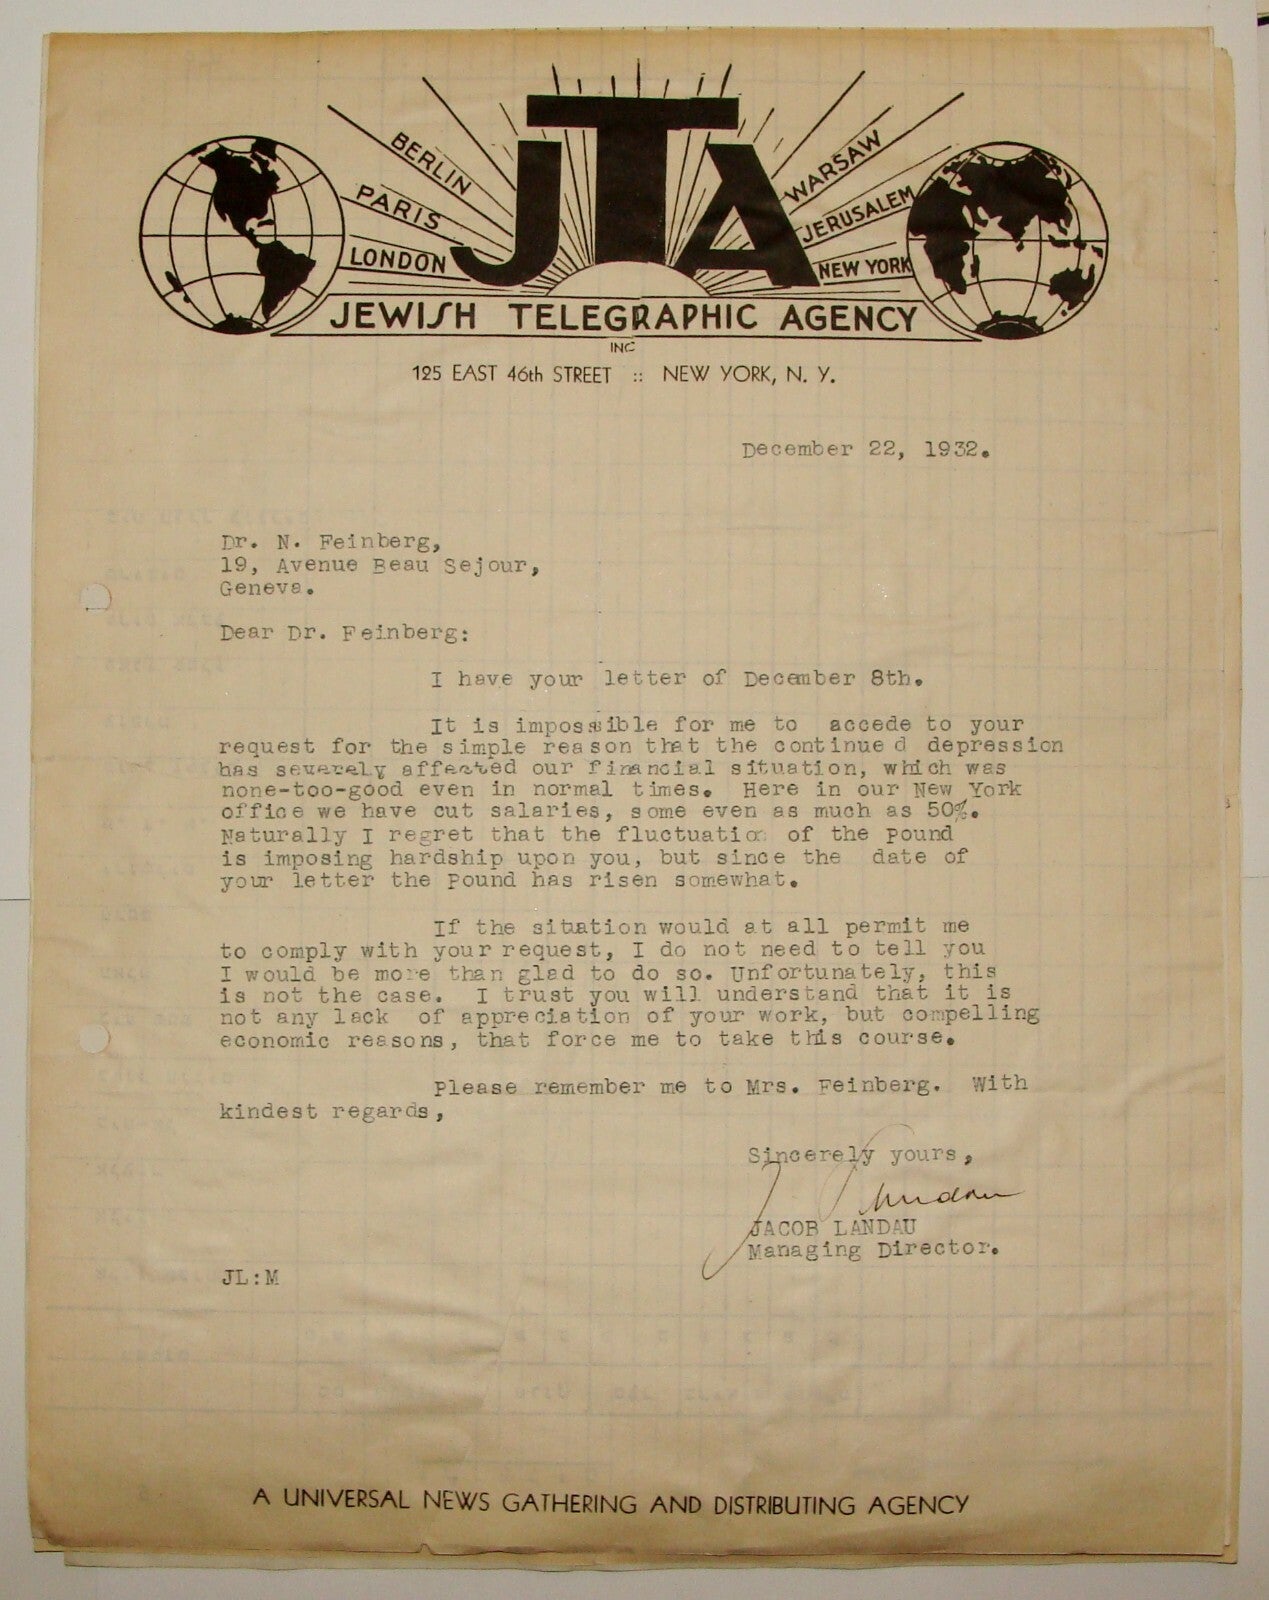 JTA
BERLIN
PARIS
LONDON
WARSAW
JERUSALEM
NEW YORK
JEWISH TELEGRAPHIC AGENCY
INC
125 EAST 46th STREET :: NEW YORK, N. Y.
December 22, 1932.
Dr. N. Feinberg,
19, Avenue Beau Sejour,
Geneva.
Dear Dr. Feinberg:
I have your letter of December 8th.
It is impossible for me to accede to your
request for the simple reason that the continued depression
has severely affected our financial situation, which was
none-too-good even in normal times. Here in our New York
office we have cut salaries, some even as much as 50%.
Naturally I regret that the fluctuation of the Pound
is imposing hardship upon you, but since the date of
your letter the Pound has risen somewhat.
If the situation would at all permit me
to comply with your request, I do not need to tell you
I would be more than glad to do so. Unfortunately, this
is not the case. I trust you will understand that it is
not any lack of appreciation of your work, but compelling
economic reasons, that force me to take this course.
Please remember me to Mrs. Feinberg. With
kindest regards,
Sincerely yours,
J Landau
JACOB LANDAU
Managing Director.
JL:M
A UNIVERSAL NEWS GATHERING AND DISTRIBUTING AGENCY